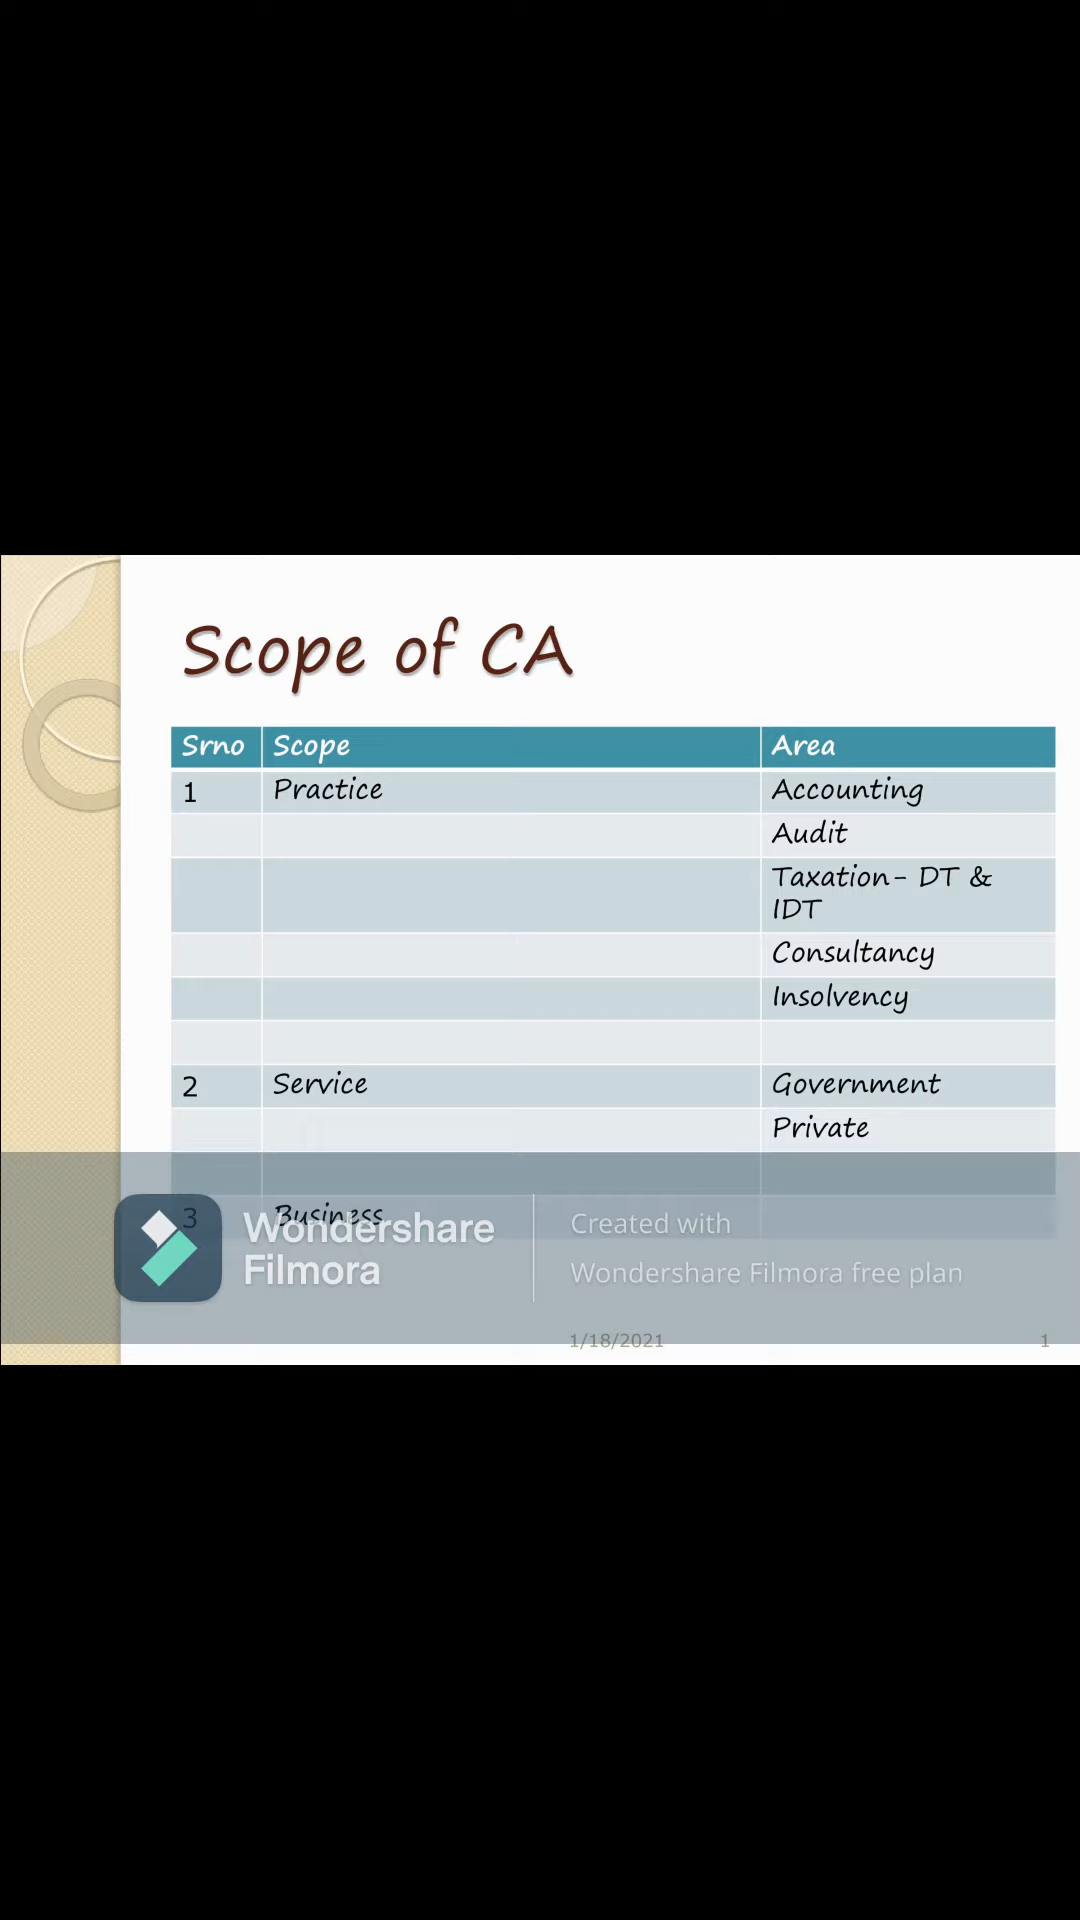 Scope of CA
Srno Scope Area
1 Practice Accounting
Audit
Taxation- DT &
IDT
Consultancy
Insolvency
2 Service Government
Private
3 Business
Wondershare
Filmora
Created with
Wondershare Filmora free plan
1/18/2021 1